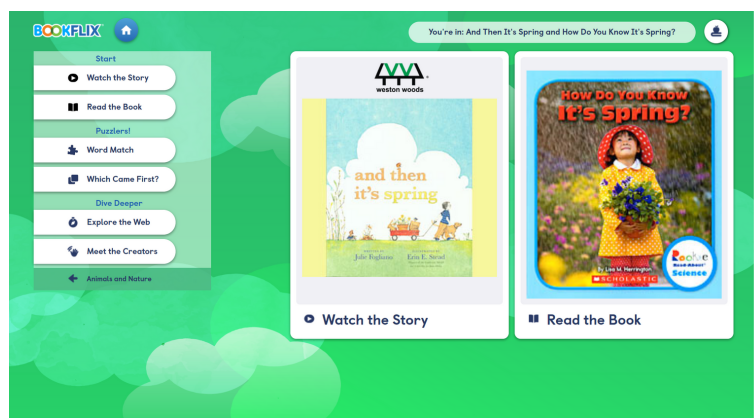 BOOKFLIX
You're in: And Then It's Spring and How Do You Know It's Spring?
Start
Watch the Story
Read the Book
Puzzlers!
Word Match
Which Came First?
Dive Deeper
Explore the Web
Meet the Creators
Animals and Nature
weston woods
and then
it's spring
Julie Fogliano
Erin E. Stead
Watch the Story
How Do You Know
It's Spring?
By Lisa M. Herrington
SCHOLASTIC
Rookie
Read-About®
Science
Read the Book